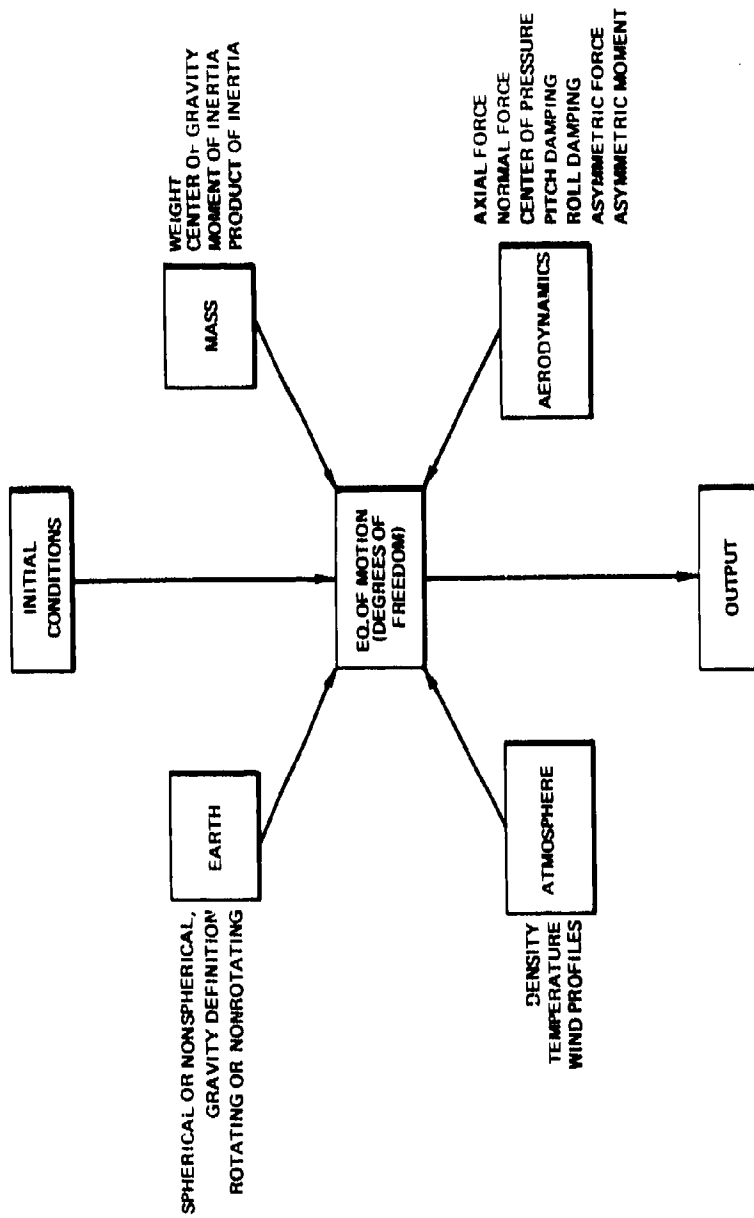 INITIAL
CONDITIONS
SPHERICAL OR NONSPHERICAL,
GRAVITY DEFINITION
ROTATING OR NONROTATING
EARTH
MASS
WEIGHT
CENTER OF GRAVITY
MOMENT OF INERTIA
PRODUCT OF INERTIA
EQ. OF MOTION
(DEGREES OF
FREEDOM)
DENSITY
TEMPERATURE
WIND PROFILES
ATMOSPHERE
AERODYNAMICS
AXIAL FORCE
NORMAL FORCE
CENTER OF PRESSURE
PITCH DAMPING
ROLL DAMPING
ASYMMETRIC FORCE
ASYMMETRIC MOMENT
OUTPUT